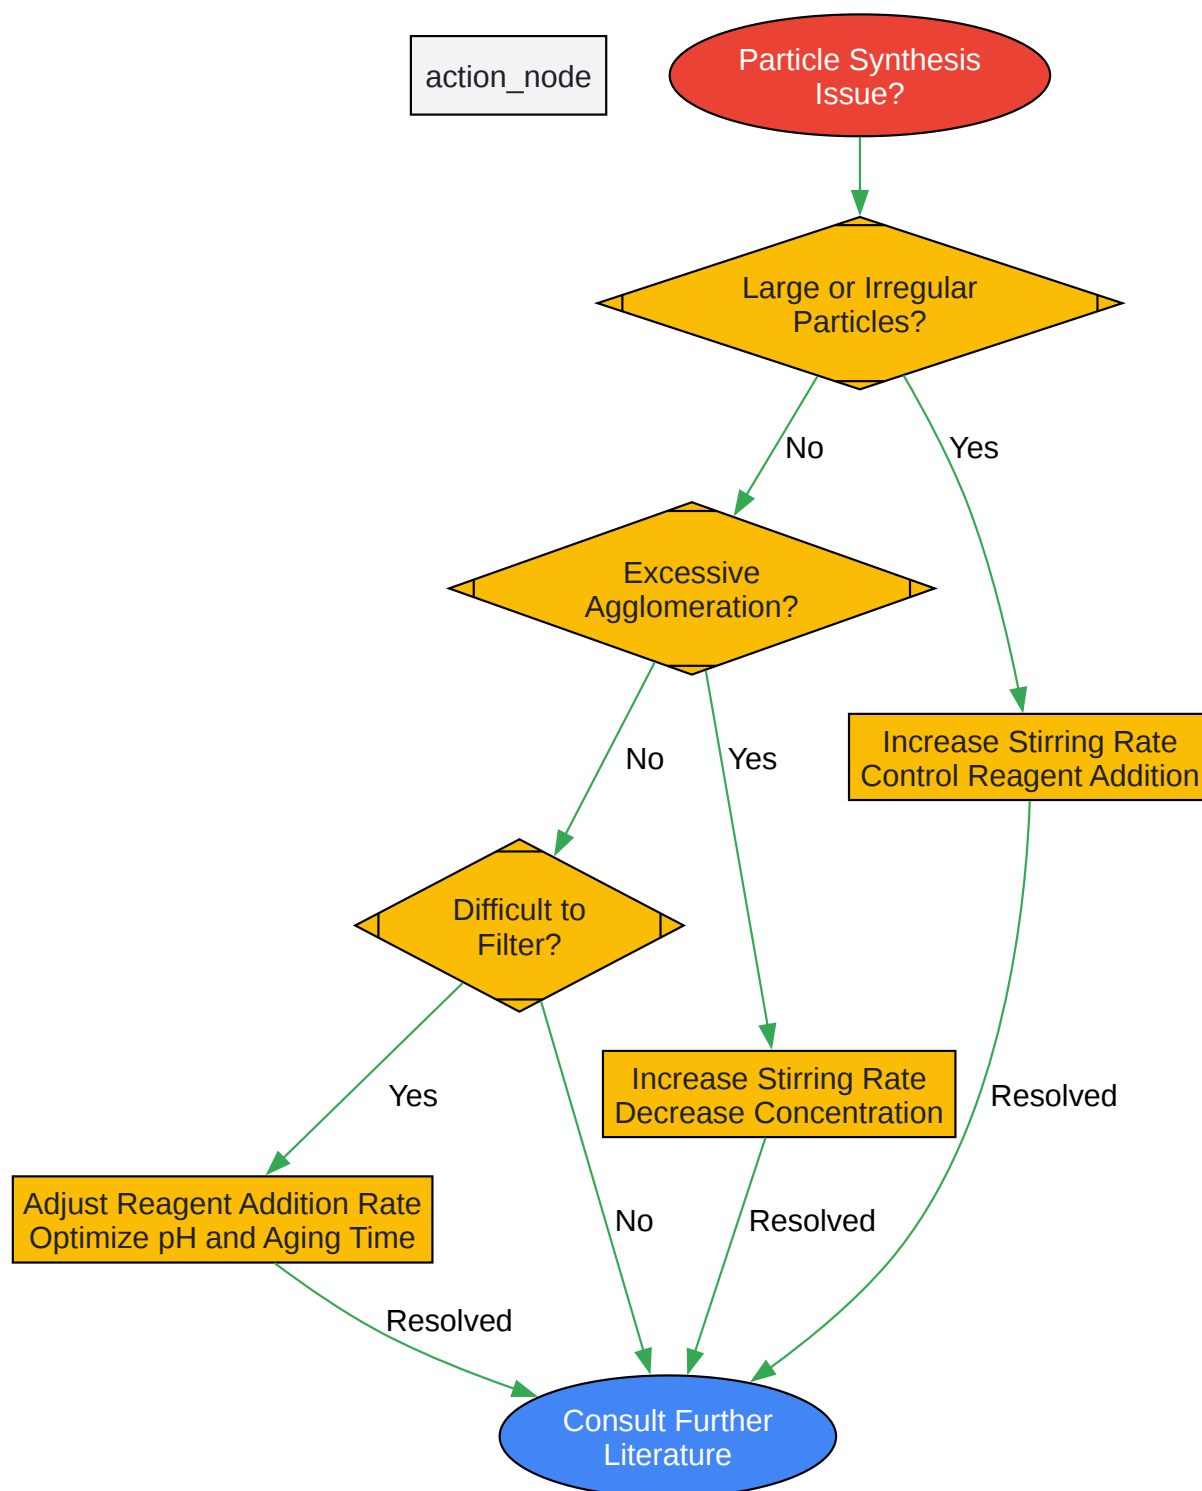 action_node
Particle Synthesis
Issue?
Large or Irregular
Particles?
No
Yes
Excessive
Agglomeration?
No
Yes
Increase Stirring Rate
Control Reagent Addition
Difficult to
Filter?
Yes
Increase Stirring Rate
Decrease Concentration
Resolved
Adjust Reagent Addition Rate
Optimize pH and Aging Time
No
Resolved
Resolved
Consult Further
Literature